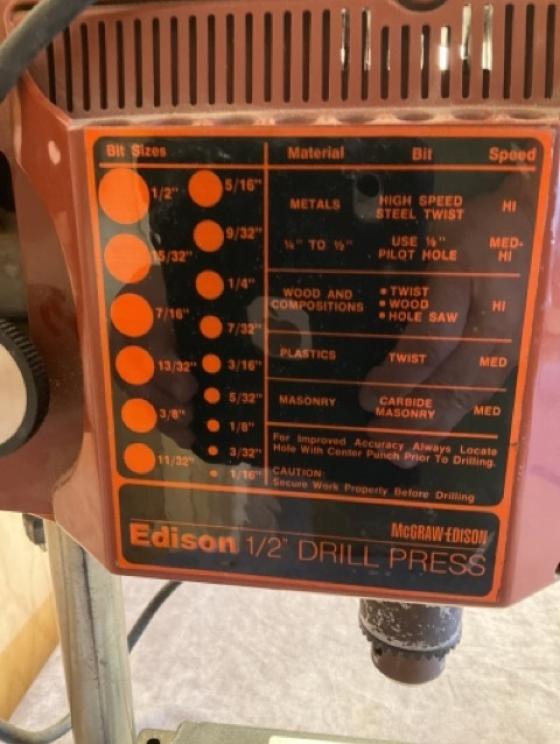 Bit Sizes
1/2"
15/32"
7/16"
13/32"
3/8"
11/32"
5/16"
9/32"
1/4"
7/32"
3/16"
5/32"
1/8"
3/32"
1/16"
Material Bit Speed
METALS HIGH SPEED STEEL TWIST HI
¼" TO ½" USE ⅛" PILOT HOLE MED-HI
WOOD AND COMPOSITIONS • TWIST • WOOD • HOLE SAW HI
PLASTICS TWIST MED
MASONRY CARBIDE MASONRY MED
For Improved Accuracy Always Locate
Hole With Center Punch Prior To Drilling.
CAUTION:
Secure Work Properly Before Drilling
McGRAW-EDISON
Edison 1/2" DRILL PRESS